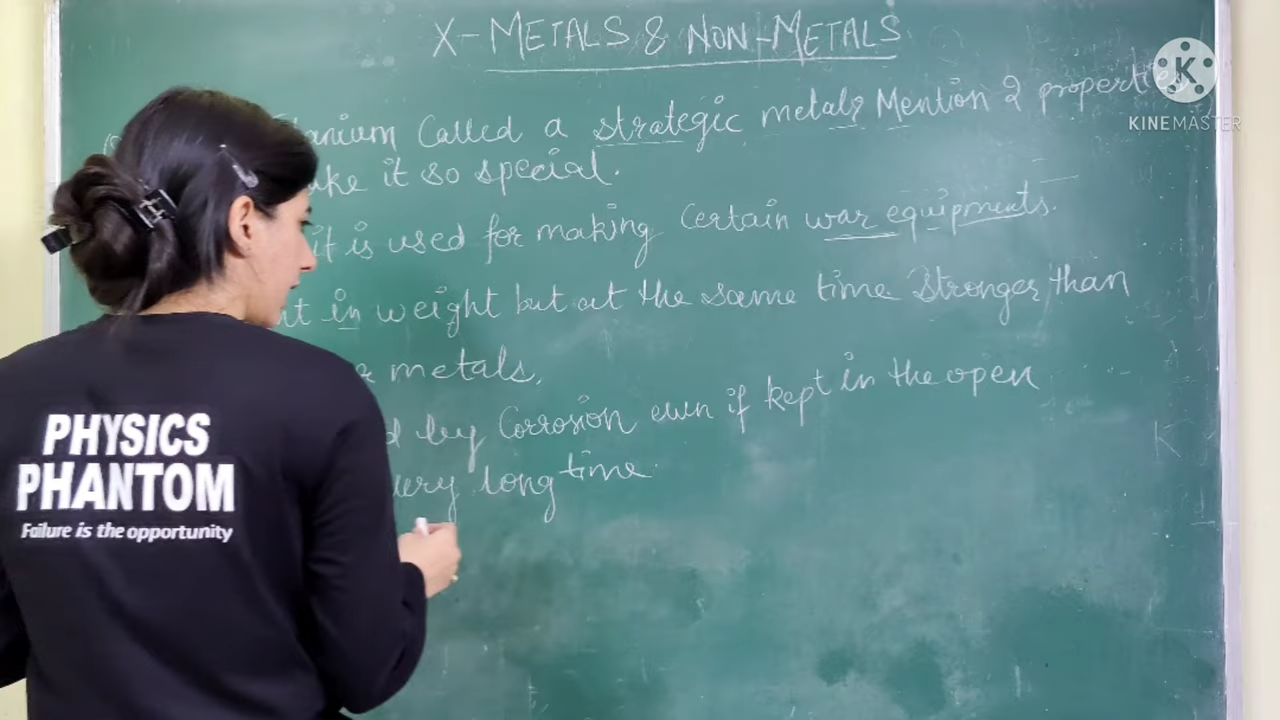 X-METALS & NON-METALS
Called a strategic metal? Mention 2 properties
it so special.
it is used for making Certain war equipments.
in weight but at the same time Stronger than
metals.
by Corrosion even if kept in the open
very long time.
PHYSICS
PHANTOM
Failure is the opportunity
K
KINEMASTER